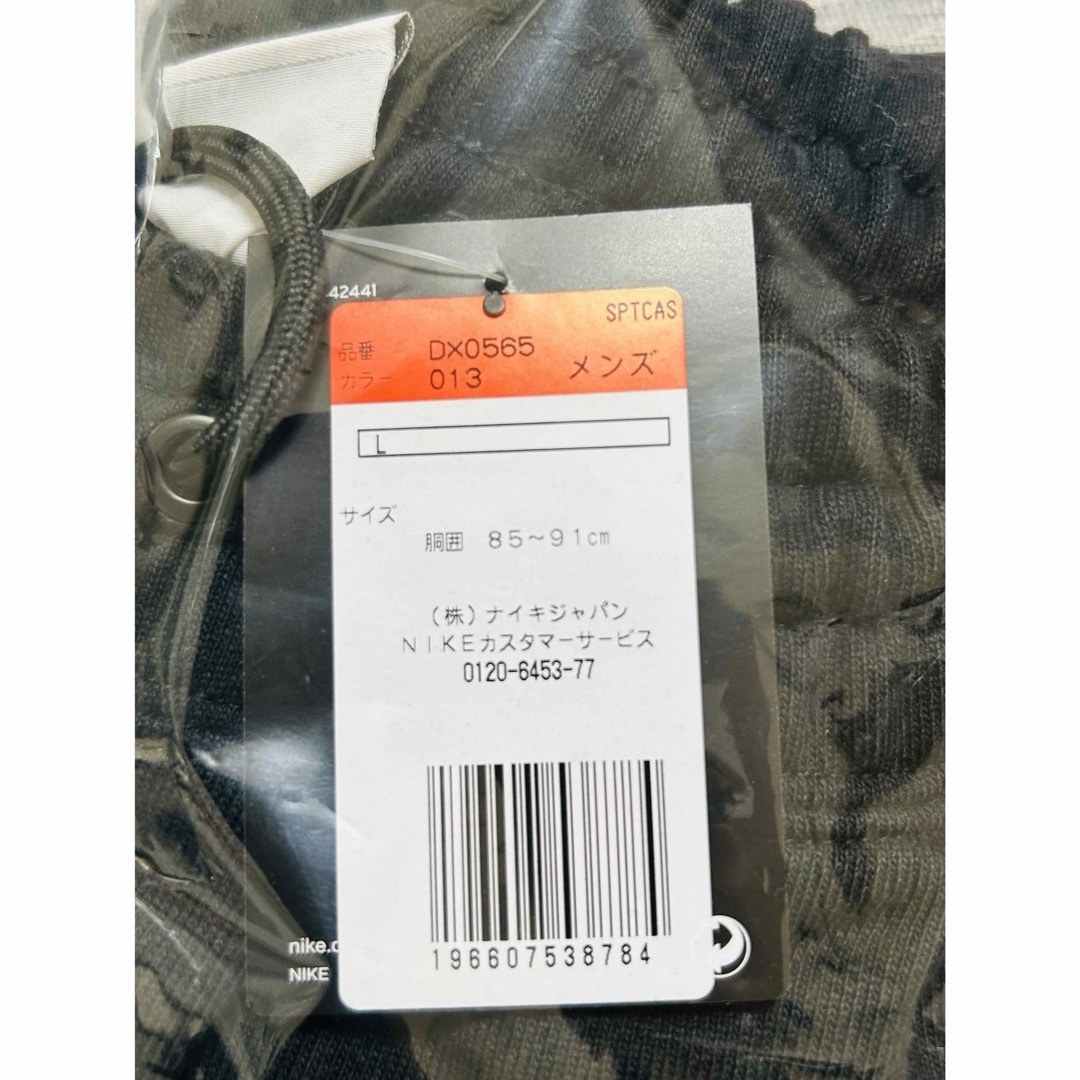 42441
SPTCAS
品番 DX0565
カラー 013 メンズ
L
サイズ
胴囲 85~91cm
(株)ナイキジャパン
NIKEカスタマーサービス
0120-6453-77
196607538784
nike.c
NIKE